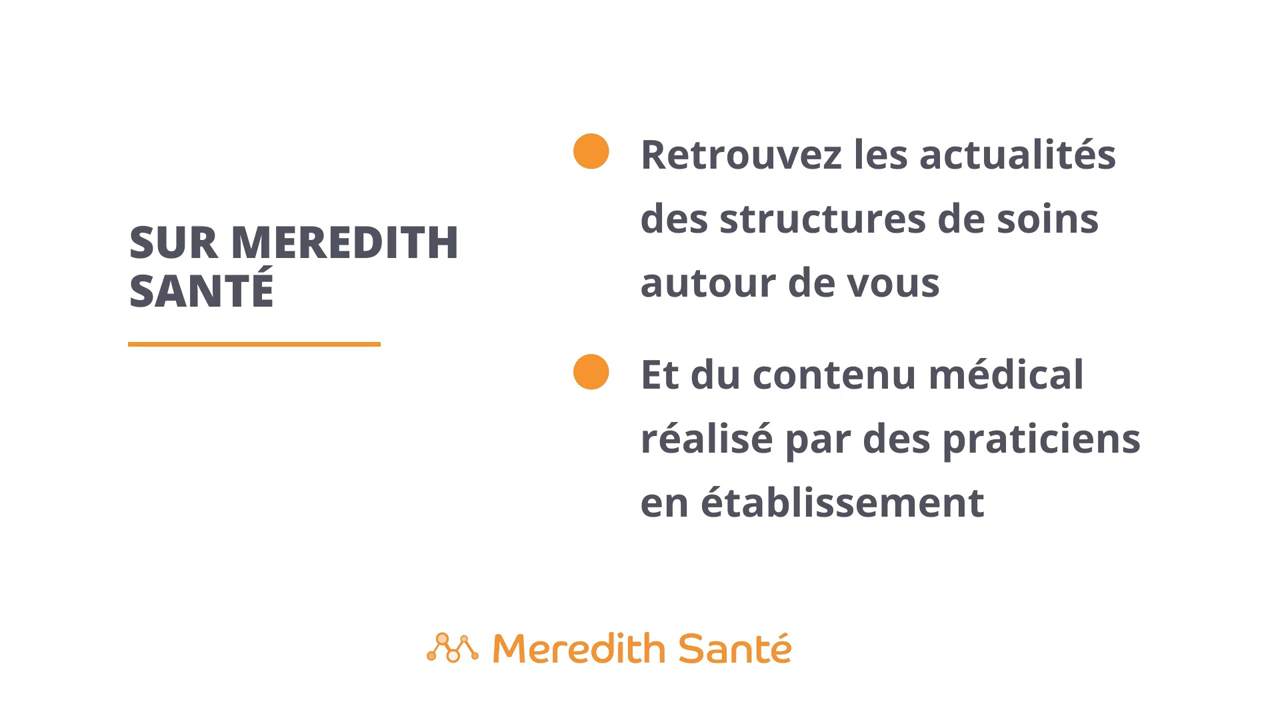 SUR MEREDITH
SANTÉ
Retrouvez les actualités
des structures de soins
autour de vous
Et du contenu médical
réalisé par des praticiens
en établissement
Meredith Santé